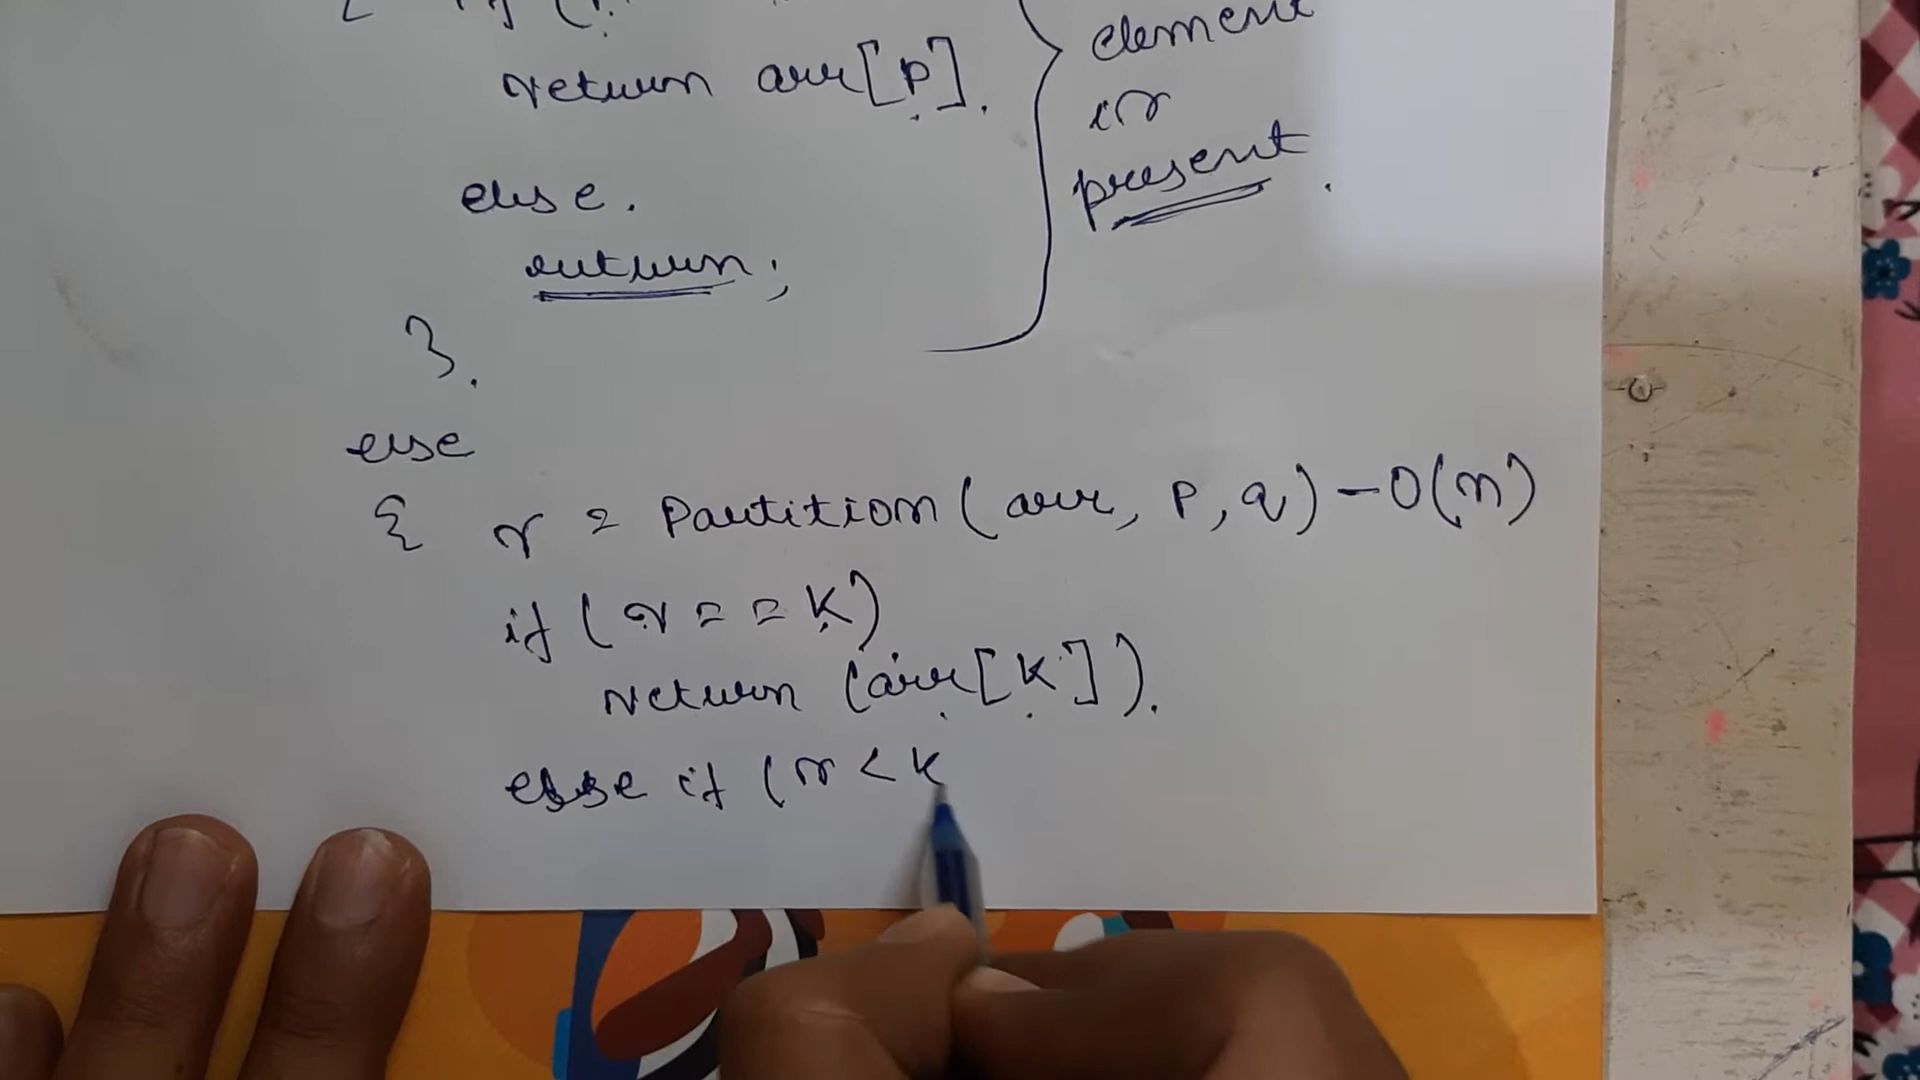 return arr[p].
else.
return;
}.
element
is
present.
else
{ r = Partition(arr, p, q) - O(n)
if (r == k)
return (arr[k]).
else if (r < k